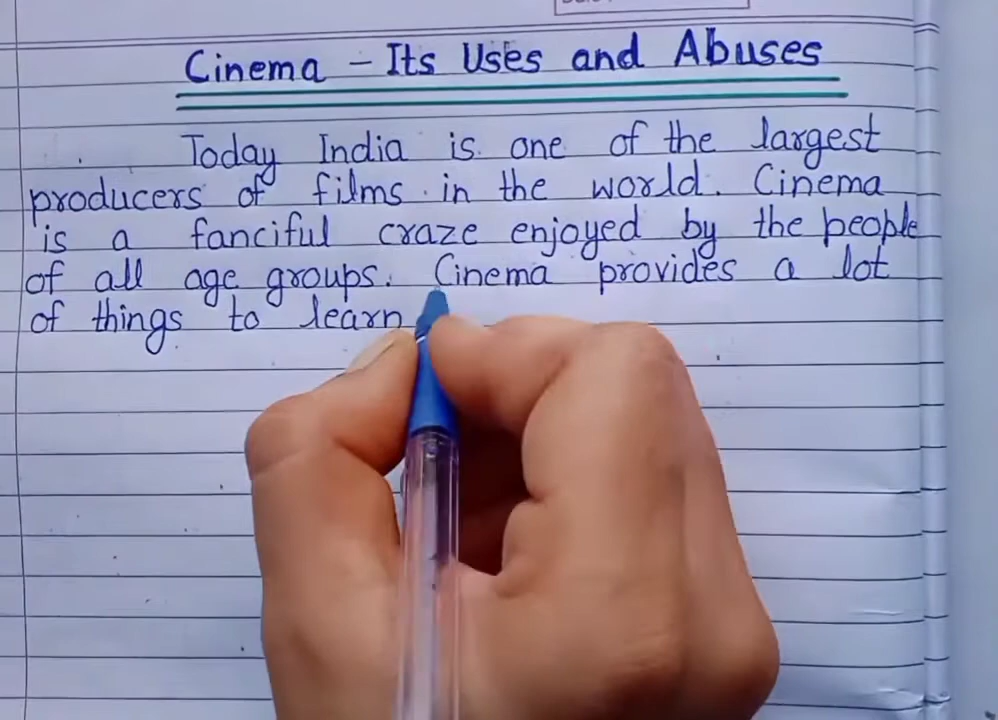 Cinema - Its Uses and Abuses
Today India is one of the largest
producers of films in the world. Cinema
is a fanciful craze enjoyed by the people
of all age groups. Cinema provides a lot
of things to learn